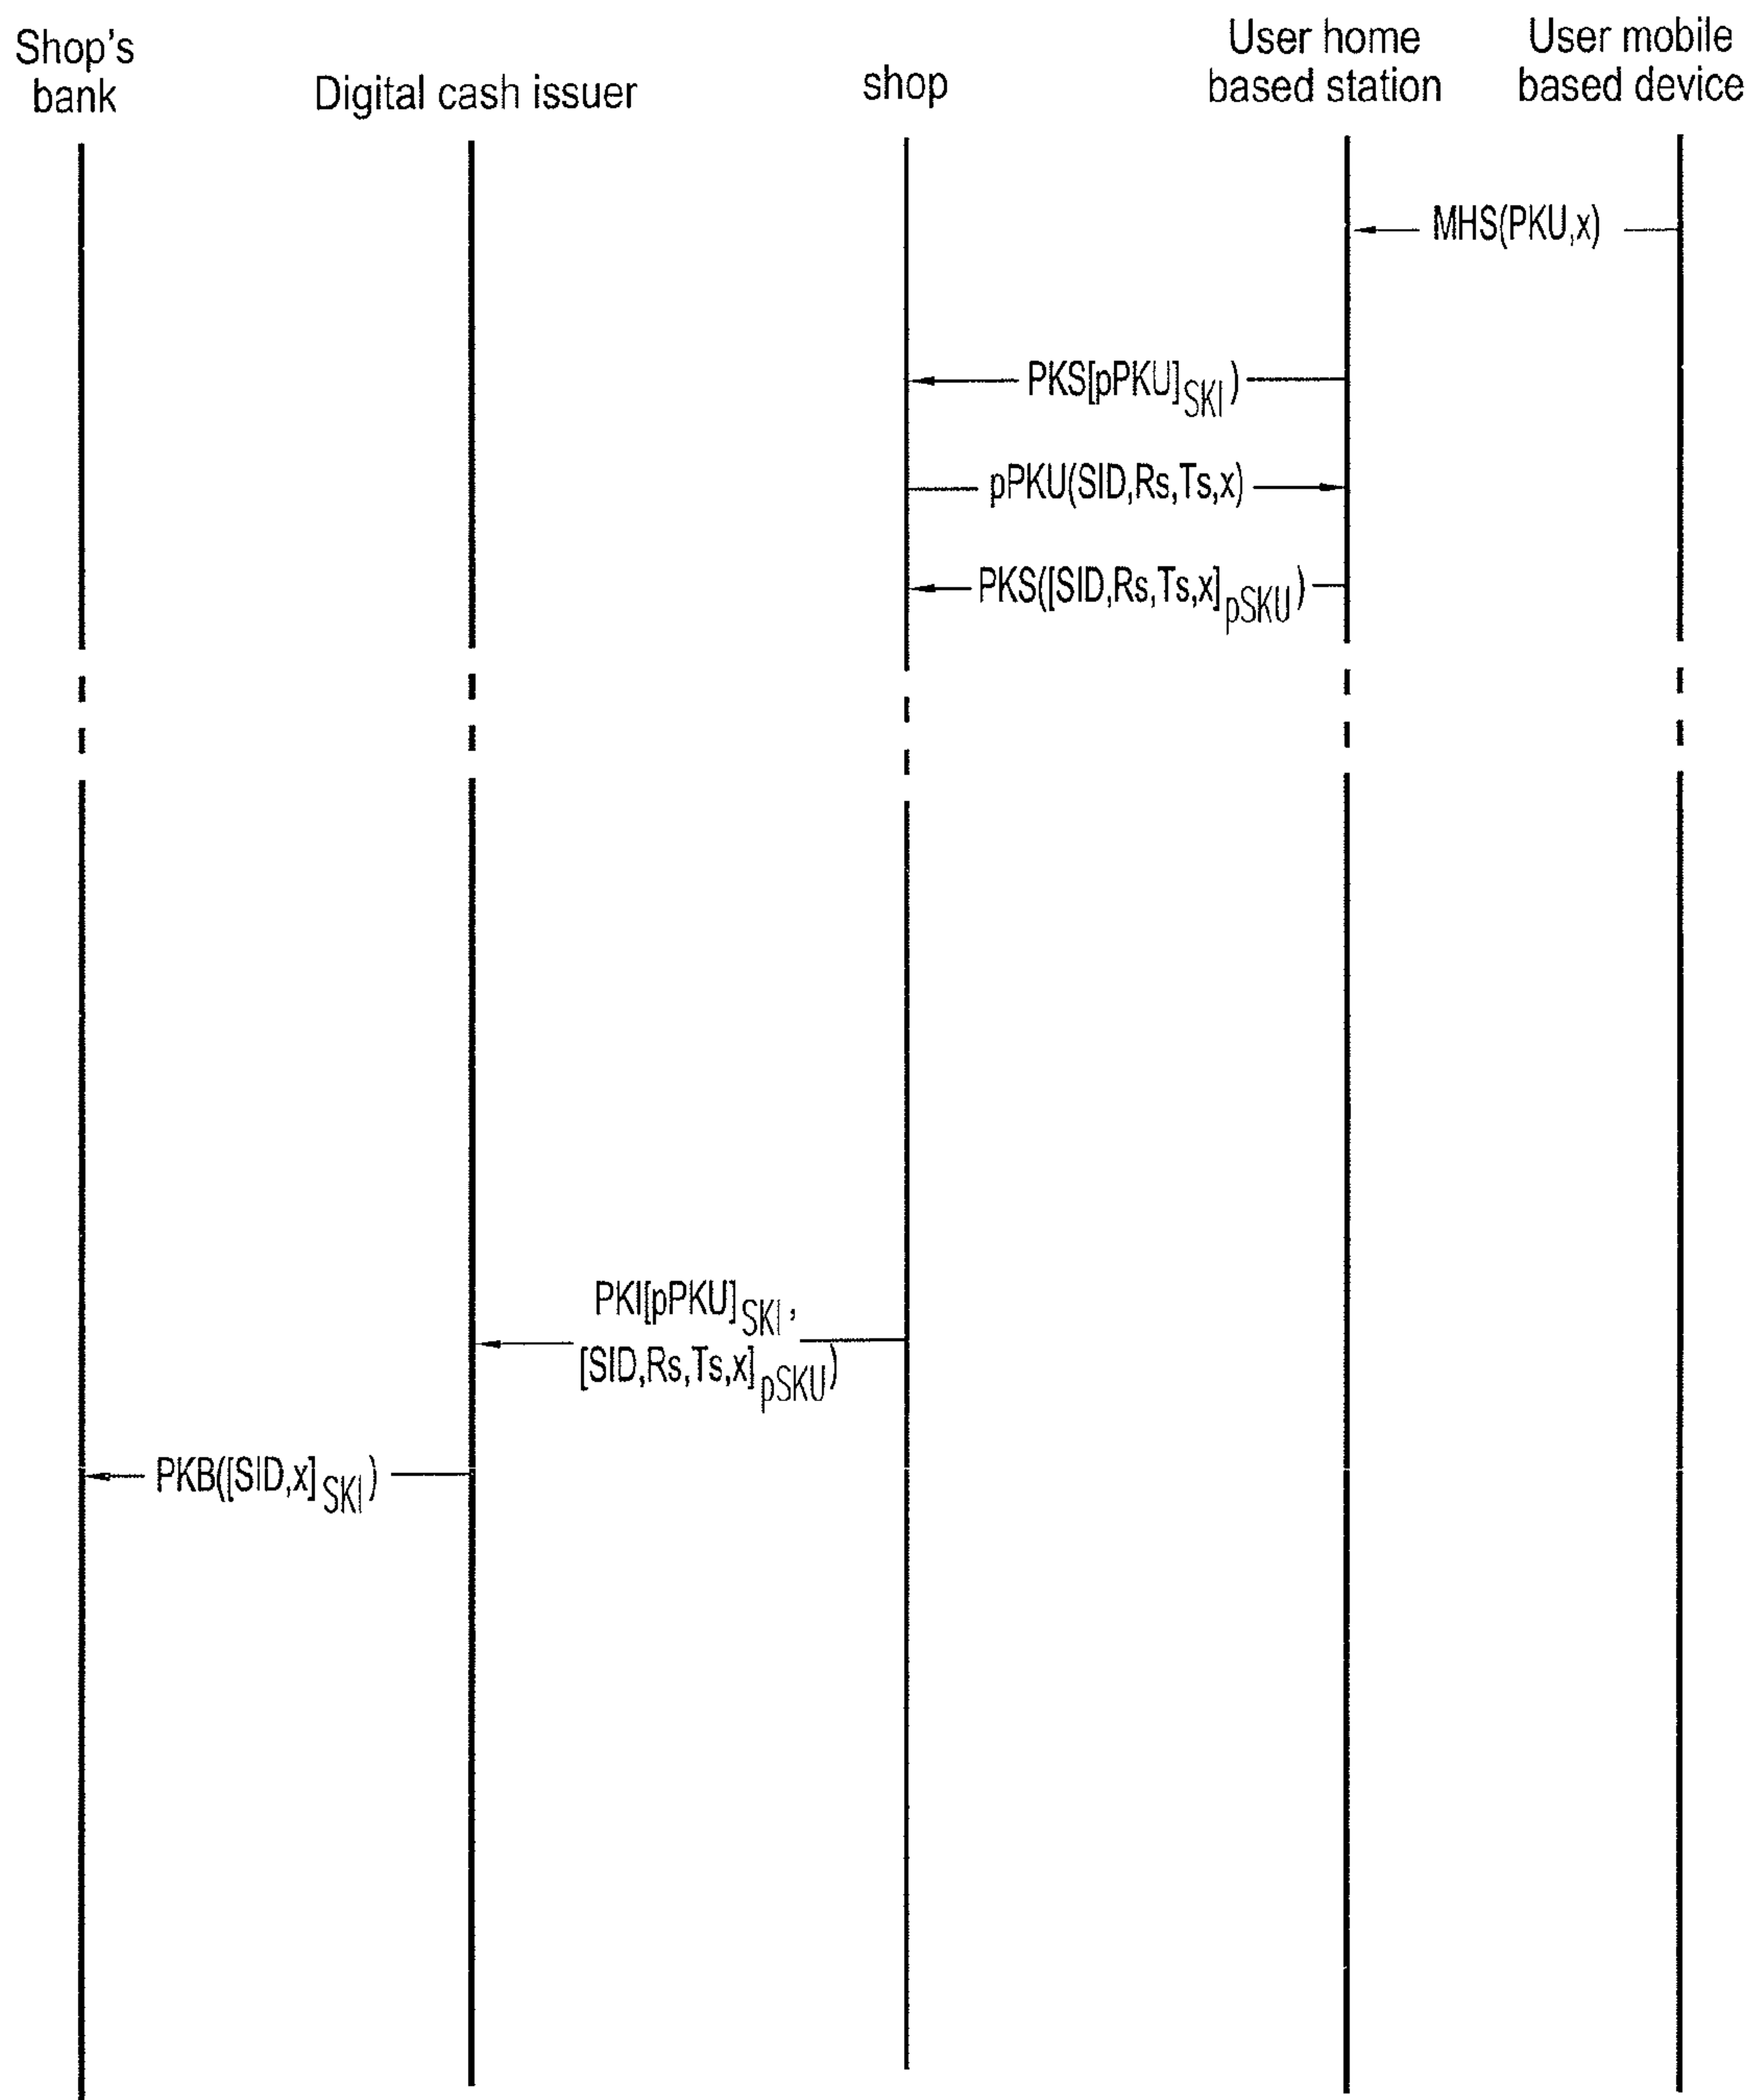 Shop's
bank
Digital cash issuer
shop
User home
based station
User mobile
based device
MHS(PKU,x)
PKS[pPKU]SKI)
pPKU(SID,Rs,Ts,x)
PKS([SID,Rs,Ts,x]pSKU)
PKI[pPKU]SKI,
[SID,Rs,Ts,x]pSKU)
PKB([SID,x]SKI)